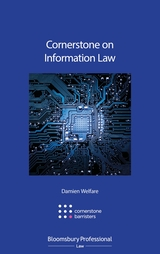 Cornerstone on
Information Law
Damien Welfare
cornerstone
barristers
Bloomsbury Professional
Law